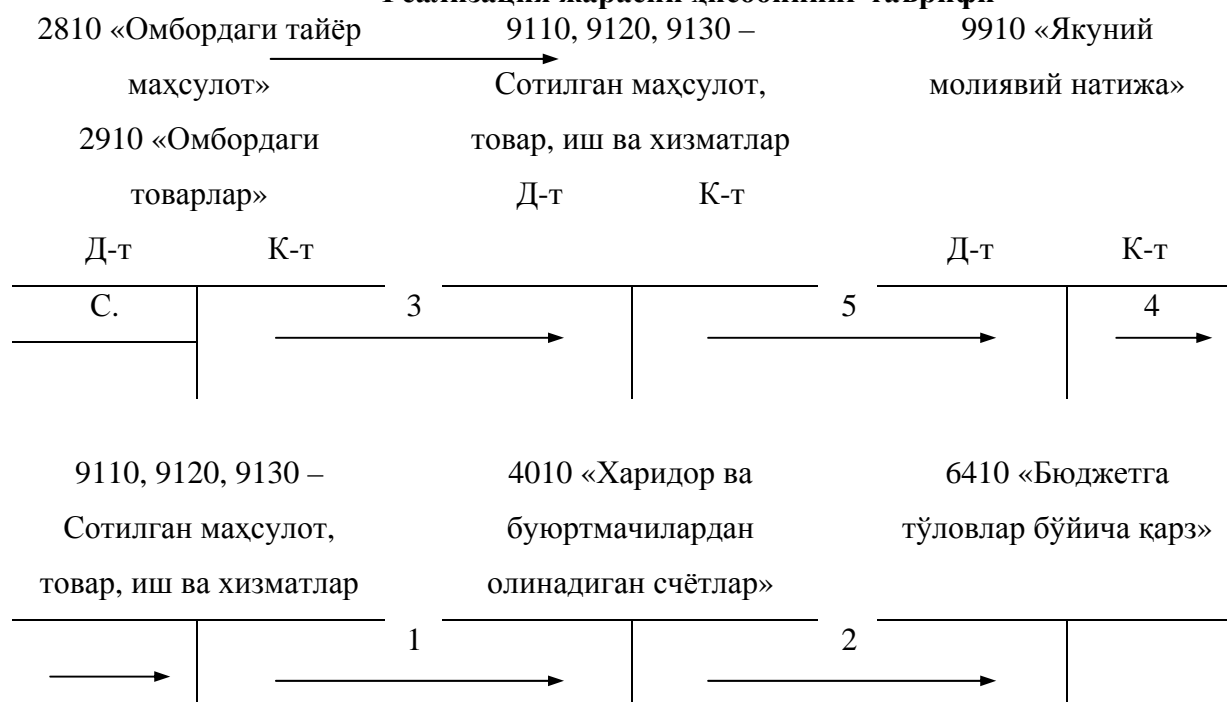 2810 «Омбордаги тайёр
маҳсулот»
2910 «Омбордаги
товарлар»
9110, 9120, 9130 –
Сотилган маҳсулот,
товар, иш ва хизматлар
9910 «Якуний
молиявий натижа»
Д-т К-т
Д-т К-т
Д-т К-т
С. 3 5 4
9110, 9120, 9130 –
Сотилган маҳсулот,
товар, иш ва хизматлар
4010 «Харидор ва
буюртмачилардан
олинадиган счётлар»
6410 «Бюджетга
тўловлар бўйича қарз»
1 2